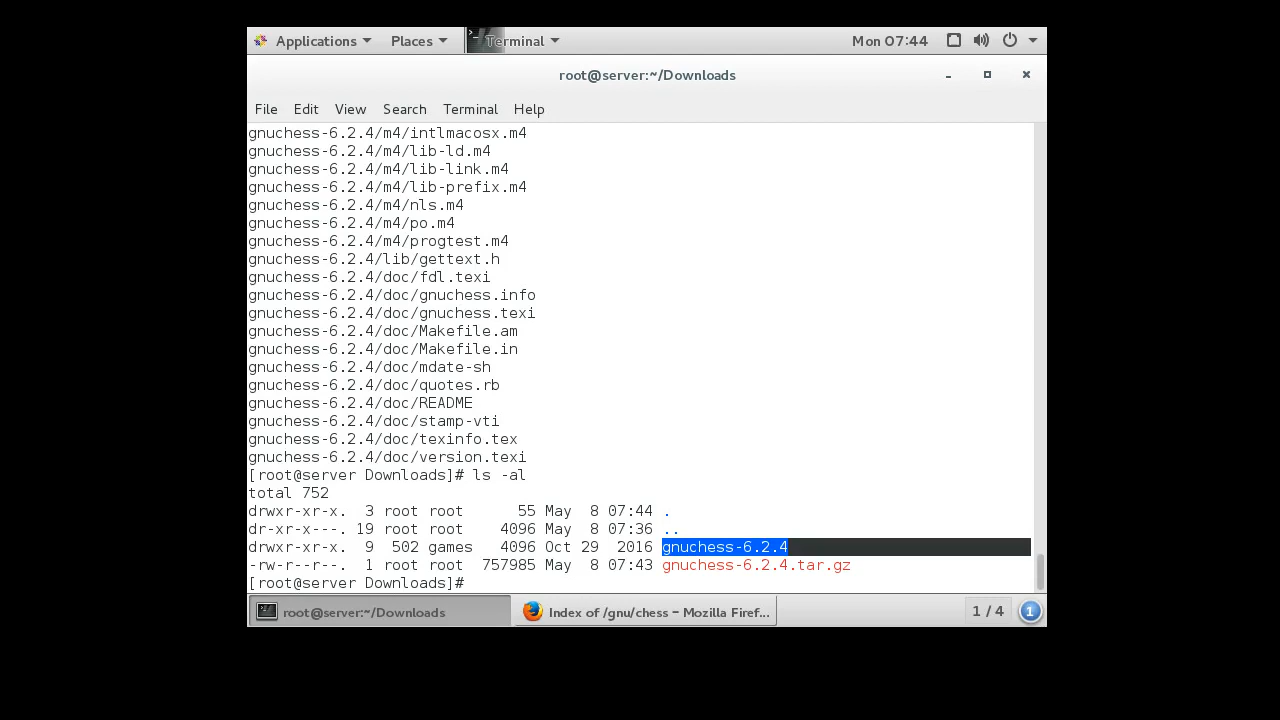 Applications Places Terminal Mon 07:44
root@server:~/Downloads
File Edit View Search Terminal Help
gnuchess-6.2.4/m4/intlmacosx.m4
gnuchess-6.2.4/m4/lib-ld.m4
gnuchess-6.2.4/m4/lib-link.m4
gnuchess-6.2.4/m4/lib-prefix.m4
gnuchess-6.2.4/m4/nls.m4
gnuchess-6.2.4/m4/po.m4
gnuchess-6.2.4/m4/progtest.m4
gnuchess-6.2.4/lib/gettext.h
gnuchess-6.2.4/doc/fdl.texi
gnuchess-6.2.4/doc/gnuchess.info
gnuchess-6.2.4/doc/gnuchess.texi
gnuchess-6.2.4/doc/Makefile.am
gnuchess-6.2.4/doc/Makefile.in
gnuchess-6.2.4/doc/mdate-sh
gnuchess-6.2.4/doc/quotes.rb
gnuchess-6.2.4/doc/README
gnuchess-6.2.4/doc/stamp-vti
gnuchess-6.2.4/doc/texinfo.tex
gnuchess-6.2.4/doc/version.texi
[root@server Downloads]# ls -al
total 752
drwxr-xr-x.  3 root root      55 May  8 07:44 .
dr-xr-x---. 19 root root    4096 May  8 07:36 ..
drwxr-xr-x.  9  502 games   4096 Oct 29  2016 gnuchess-6.2.4
-rw-r--r--.  1 root root  757985 May  8 07:43 gnuchess-6.2.4.tar.gz
[root@server Downloads]#
root@server:~/Downloads Index of /gnu/chess – Mozilla Firef... 1 / 4 1